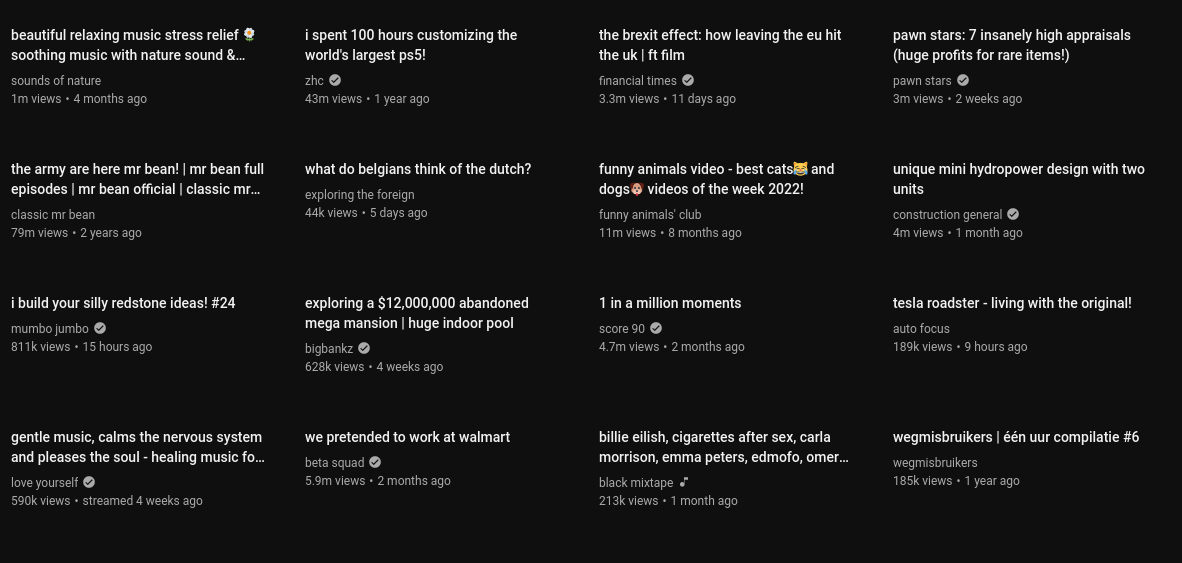 beautiful relaxing music stress relief 🌼
soothing music with nature sound &...
sounds of nature
1m views • 4 months ago
i spent 100 hours customizing the
world's largest ps5!
zhc
43m views • 1 year ago
the brexit effect: how leaving the eu hit
the uk | ft film
financial times
3.3m views • 11 days ago
pawn stars: 7 insanely high appraisals
(huge profits for rare items!)
pawn stars
3m views • 2 weeks ago
the army are here mr bean! | mr bean full
episodes | mr bean official | classic mr...
classic mr bean
79m views • 2 years ago
what do belgians think of the dutch?
exploring the foreign
44k views • 5 days ago
funny animals video - best cats😹 and
dogs🐶 videos of the week 2022!
funny animals' club
11m views • 8 months ago
unique mini hydropower design with two
units
construction general
4m views • 1 month ago
i build your silly redstone ideas! #24
mumbo jumbo
811k views • 15 hours ago
exploring a $12,000,000 abandoned
mega mansion | huge indoor pool
bigbankz
628k views • 4 weeks ago
1 in a million moments
score 90
4.7m views • 2 months ago
tesla roadster - living with the original!
auto focus
189k views • 9 hours ago
gentle music, calms the nervous system
and pleases the soul - healing music fo...
love yourself
590k views • streamed 4 weeks ago
we pretended to work at walmart
beta squad
5.9m views • 2 months ago
billie eilish, cigarettes after sex, carla
morrison, emma peters, edmofo, omer...
black mixtape
213k views • 1 month ago
wegmisbruikers | één uur compilatie #6
wegmisbruikers
185k views • 1 year ago